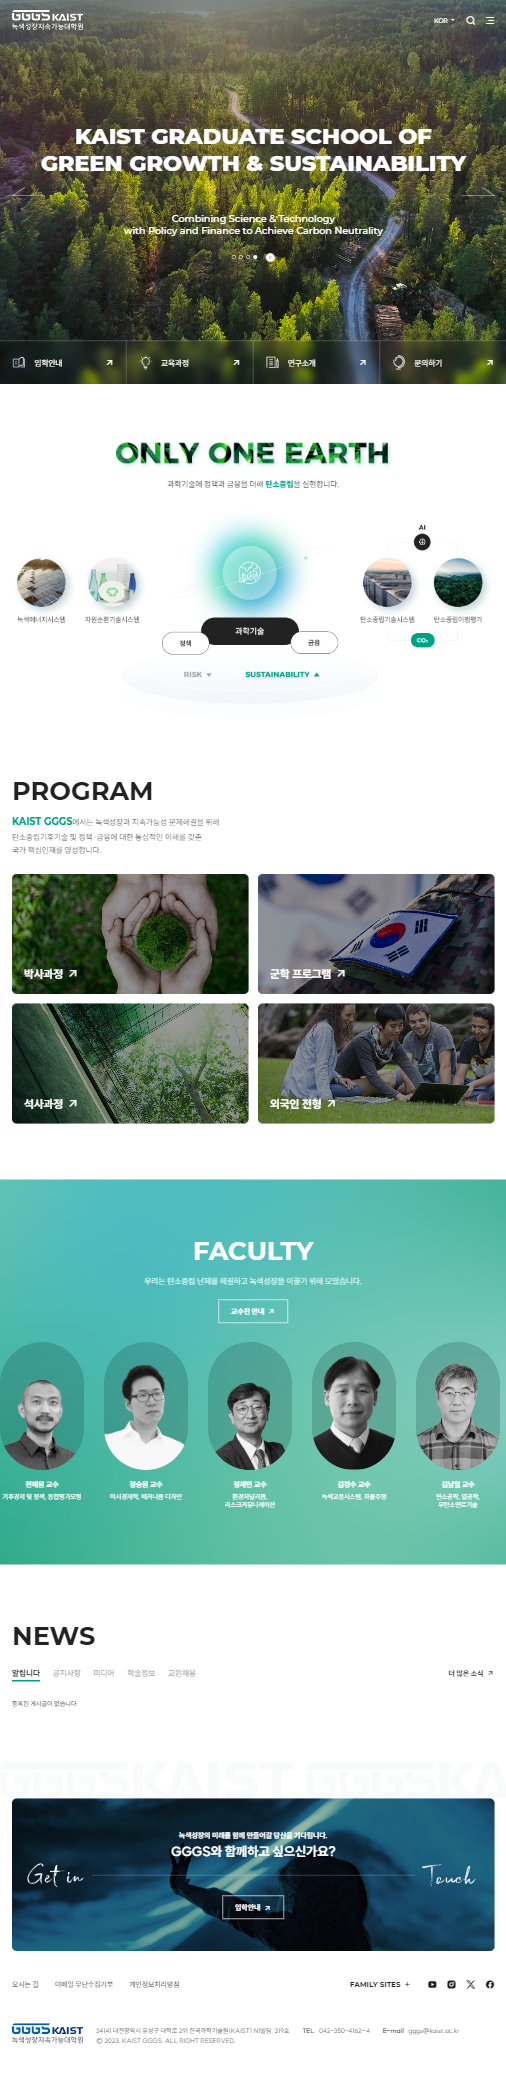 GGGS KAIST
녹색성장지속가능대학원
KOR
KAIST GRADUATE SCHOOL OF
GREEN GROWTH & SUSTAINABILITY
Combining Science & Technology
with Policy and Finance to Achieve Carbon Neutrality
입학안내
교육과정
연구소개
문의하기
ONLY ONE EARTH
과학기술에 정책과 금융을 더해 탄소중립을 실현합니다.
AI
녹색에너지시스템
자원순환기술시스템
탄소중립기술시스템
탄소중립이행평가
과학기술
정책
금융
CO₂
RISK
SUSTAINABILITY
PROGRAM
KAIST GGGS에서는 녹색성장과 지속가능성 문제해결을 위해
탄소중립기후기술 및 정책·금융에 대한 통섭적인 이해를 갖춘
국가 핵심인재를 양성합니다.
박사과정
군학 프로그램
석사과정
외국인 전형
FACULTY
우리는 탄소중립 난제를 해결하고 녹색성장을 이끌기 위해 모였습니다.
교수진 안내
전해원 교수
기후경제 및 정책, 통합평가모형
정승원 교수
미시경제학, 메커니즘 디자인
정재민 교수
환경저널리즘,
리스크커뮤니케이션
김경수 교수
녹색교통시스템, 자율주행
김남일 교수
연소공학, 열공학,
무탄소연료기술
NEWS
알립니다
공지사항
미디어
학술정보
교원채용
더 많은 소식
등록된 게시글이 없습니다.
GGGSKAIST GGGSKA
녹색성장의 미래를 함께 만들어갈 당신을 기다립니다.
GGGS와 함께하고 싶으신가요?
Get in
Touch
입학안내
오시는 길
이메일 무단수집거부
개인정보처리방침
FAMILY SITES +
GGGS KAIST
녹색성장지속가능대학원
34141 대전광역시 유성구 대학로 291 한국과학기술원(KAIST) N1빌딩, 319호
TEL 042-350-4162~4
E-mail gggs@kaist.ac.kr
© 2023. KAIST GGGS. ALL RIGHT RESERVED.